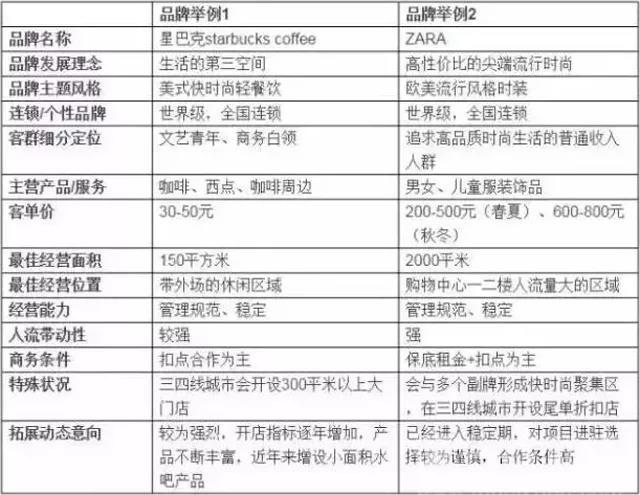 品牌举例1 品牌举例2
品牌名称 星巴克starbucks coffee ZARA
品牌发展理念 生活的第三空间 高性价比的尖端流行时尚
品牌主题风格 美式快时尚轻餐饮 欧美流行风格时装
连锁/个性品牌 世界级，全国连锁 世界级，全国连锁
客群细分定位 文艺青年、商务白领 追求高品质时尚生活的普通收入
人群
主营产品/服务 咖啡、西点、咖啡周边 男女、儿童服装饰品
客单价 30-50元 200-500元（春夏）、600-800元
（秋冬）
最佳经营面积 150平方米 2000平米
最佳经营位置 带外场的休闲区域 购物中心一二楼人流量大的区域
经营能力 管理规范、稳定 管理规范、稳定
人流带动性 较强 强
商务条件 扣点合作为主 保底租金+扣点为主
特殊状况 三四线城市会开设300平米以上大 会与多个副牌形成快时尚聚集区
门店 ，在三四线城市开设尾单折扣店
拓展动态意向 较为强烈，开店指标逐年增加，产 已经进入稳定期，对项目进驻选
品不断丰富，近年来增设小面积水 择较为谨慎，合作条件高
吧产品